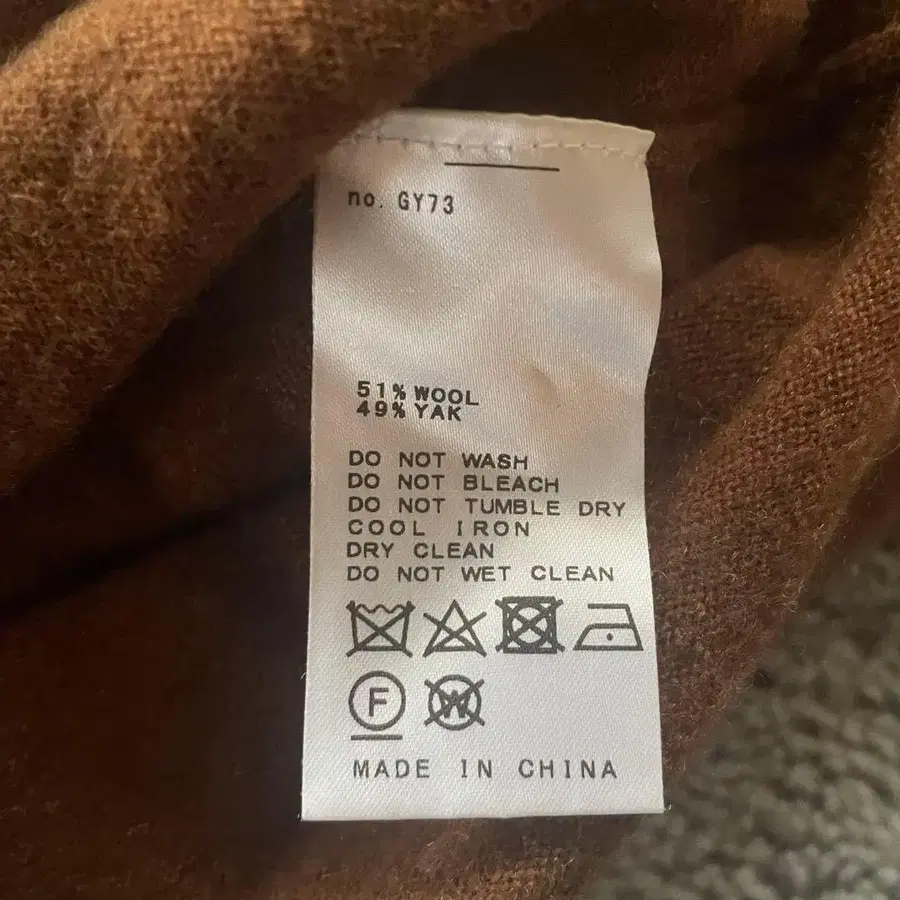 no. GY73
51% WOOL
49% YAK
DO NOT WASH
DO NOT BLEACH
DO NOT TUMBLE DRY
COOL IRON
DRY CLEAN
DO NOT WET CLEAN
F W
MADE IN CHINA